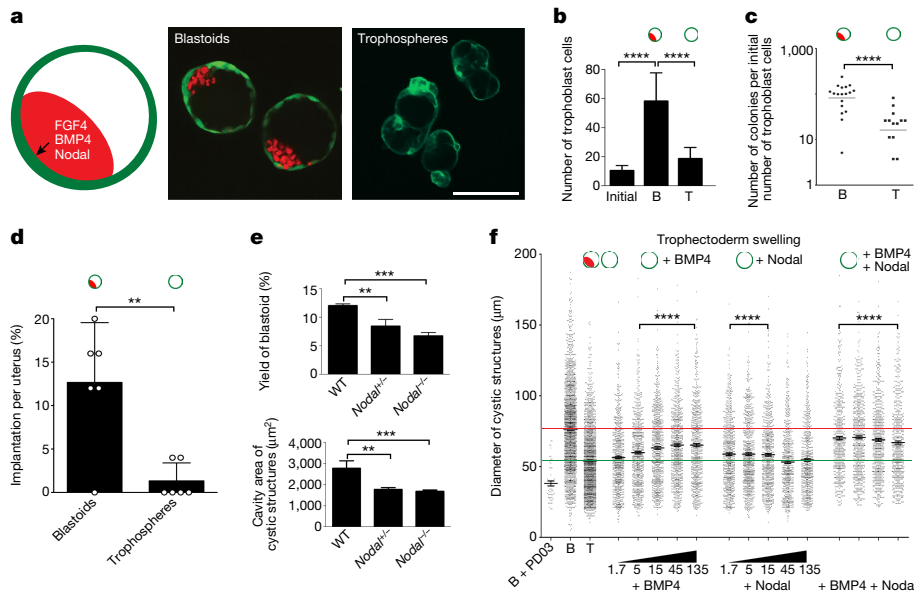 a
FGF4
BMP4
Nodal
Blastoids
Trophospheres
b
Number of trophoblast cells
80
60
40
20
0
****
****
Initial
B
T
c
Number of colonies per initial
number of trophoblast cells
1,000
10
1
****
B
T
d
Implantation per uterus (%)
20
15
10
5
0
**
Blastoids
Trophospheres
e
Yield of blastoid (%)
15
10
5
0
***
**
WT
Nodal+/–
Nodal–/–
Cavity area of
cystic structures (µm2)
4,000
3,000
2,000
1,000
0
***
**
WT
Nodal+/–
Nodal–/–
f
Trophectoderm swelling
+ BMP4
+ Nodal
+ BMP4
+ Nodal
****
****
****
Diameter of cystic structures (µm)
200
150
100
50
0
B + PD03
B
T
1.7 5 15 45 135
+ BMP4
1.7 5 15 45 135
+ Nodal
+ BMP4 + Noda